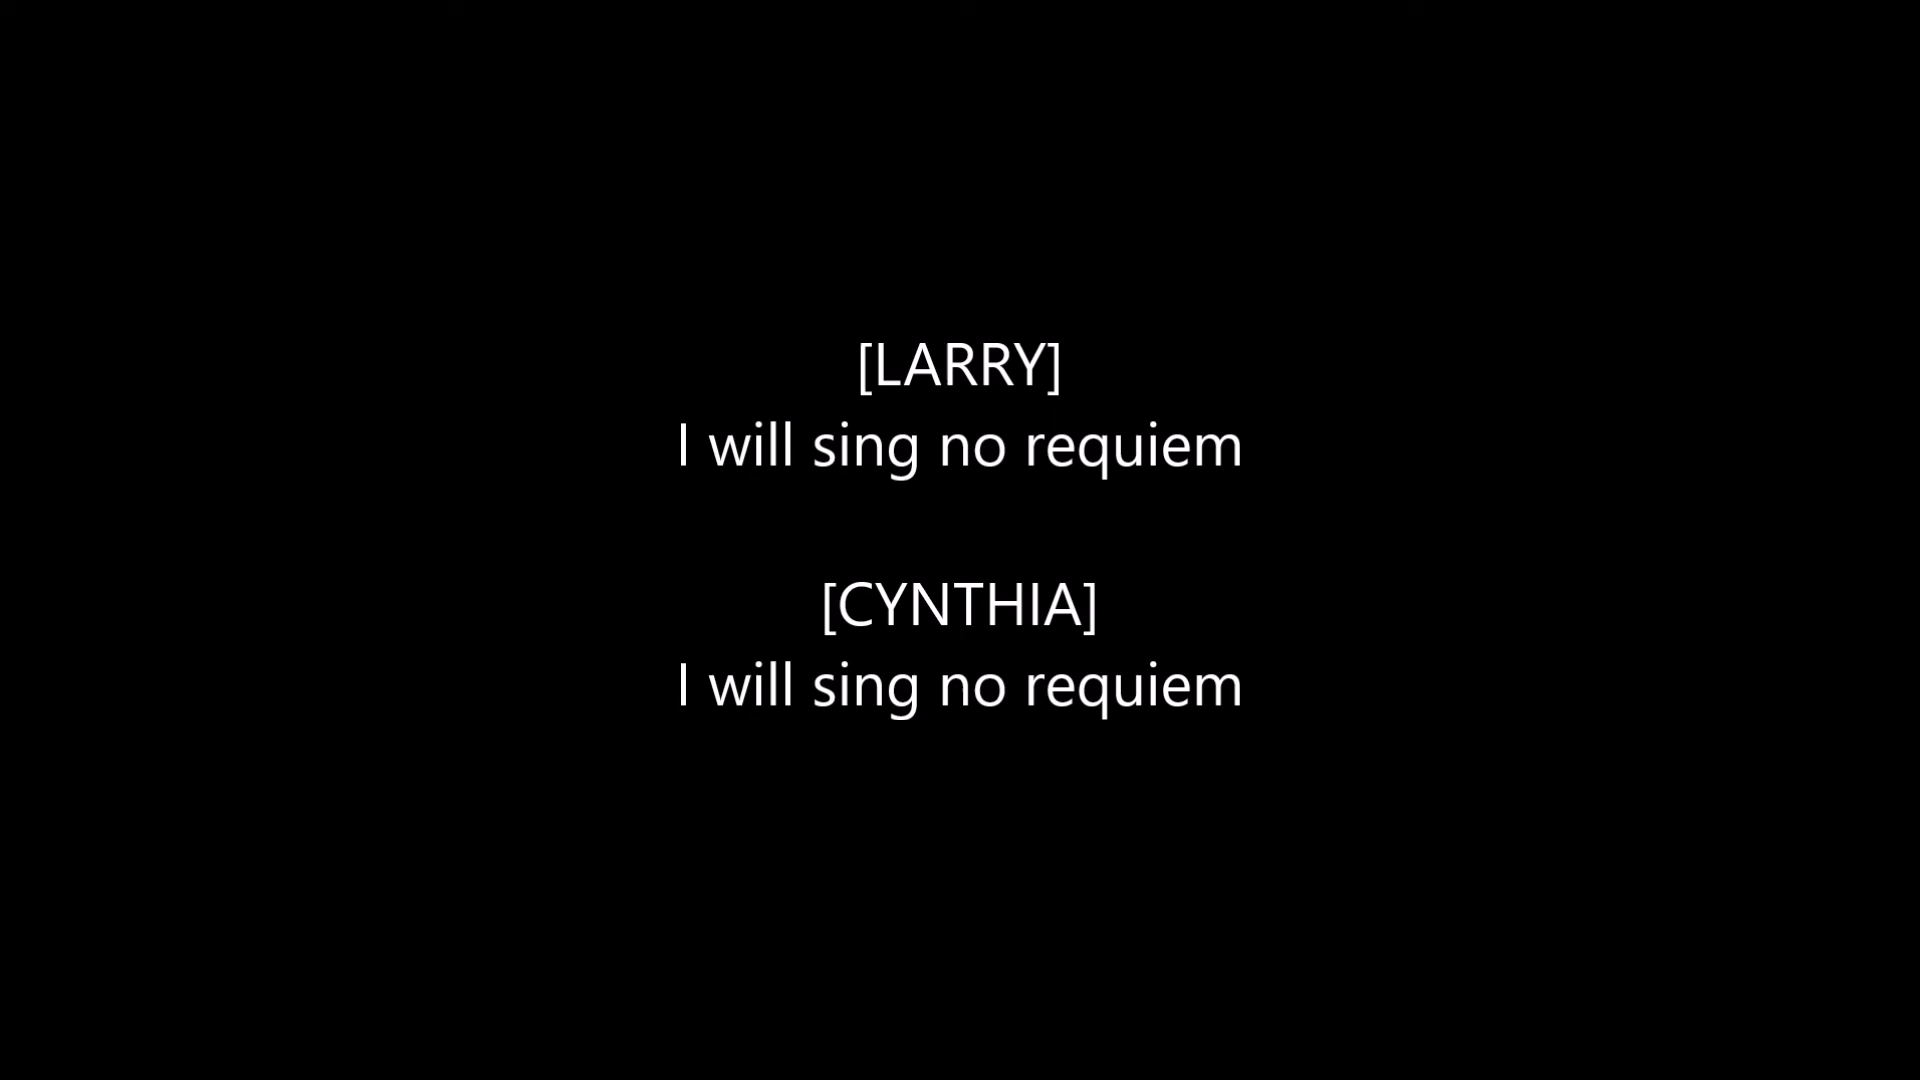 [LARRY]
I will sing no requiem
[CYNTHIA]
I will sing no requiem